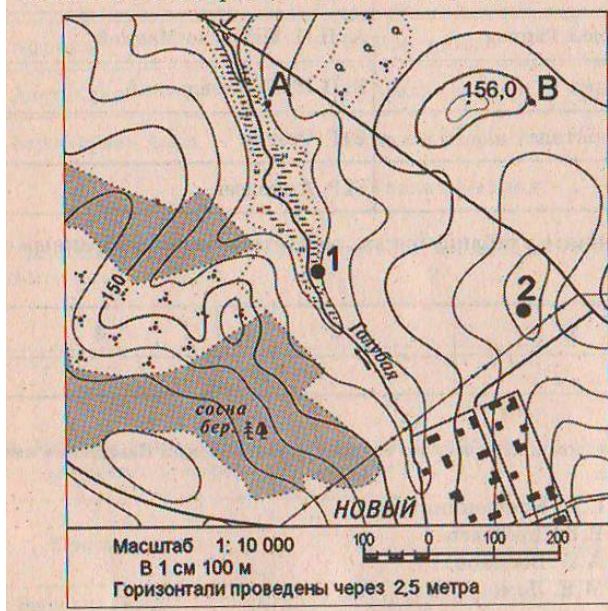 А
156,0 В
1
150
2
Голубая
сосна
бер.
НОВЫЙ
Масштаб 1: 10 000
В 1 см 100 м
Горизонтали проведены через 2,5 метра
100 0 100 200